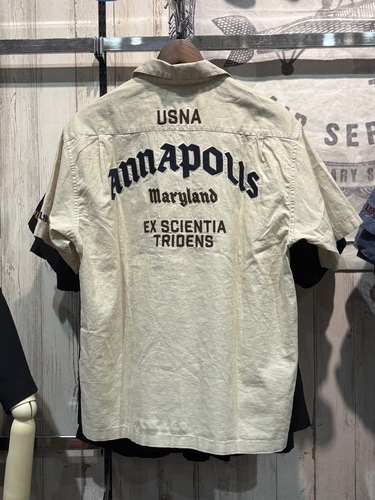 USNA
ANNAPOLIS
Maryland
EX SCIENTIA
TRIDENS